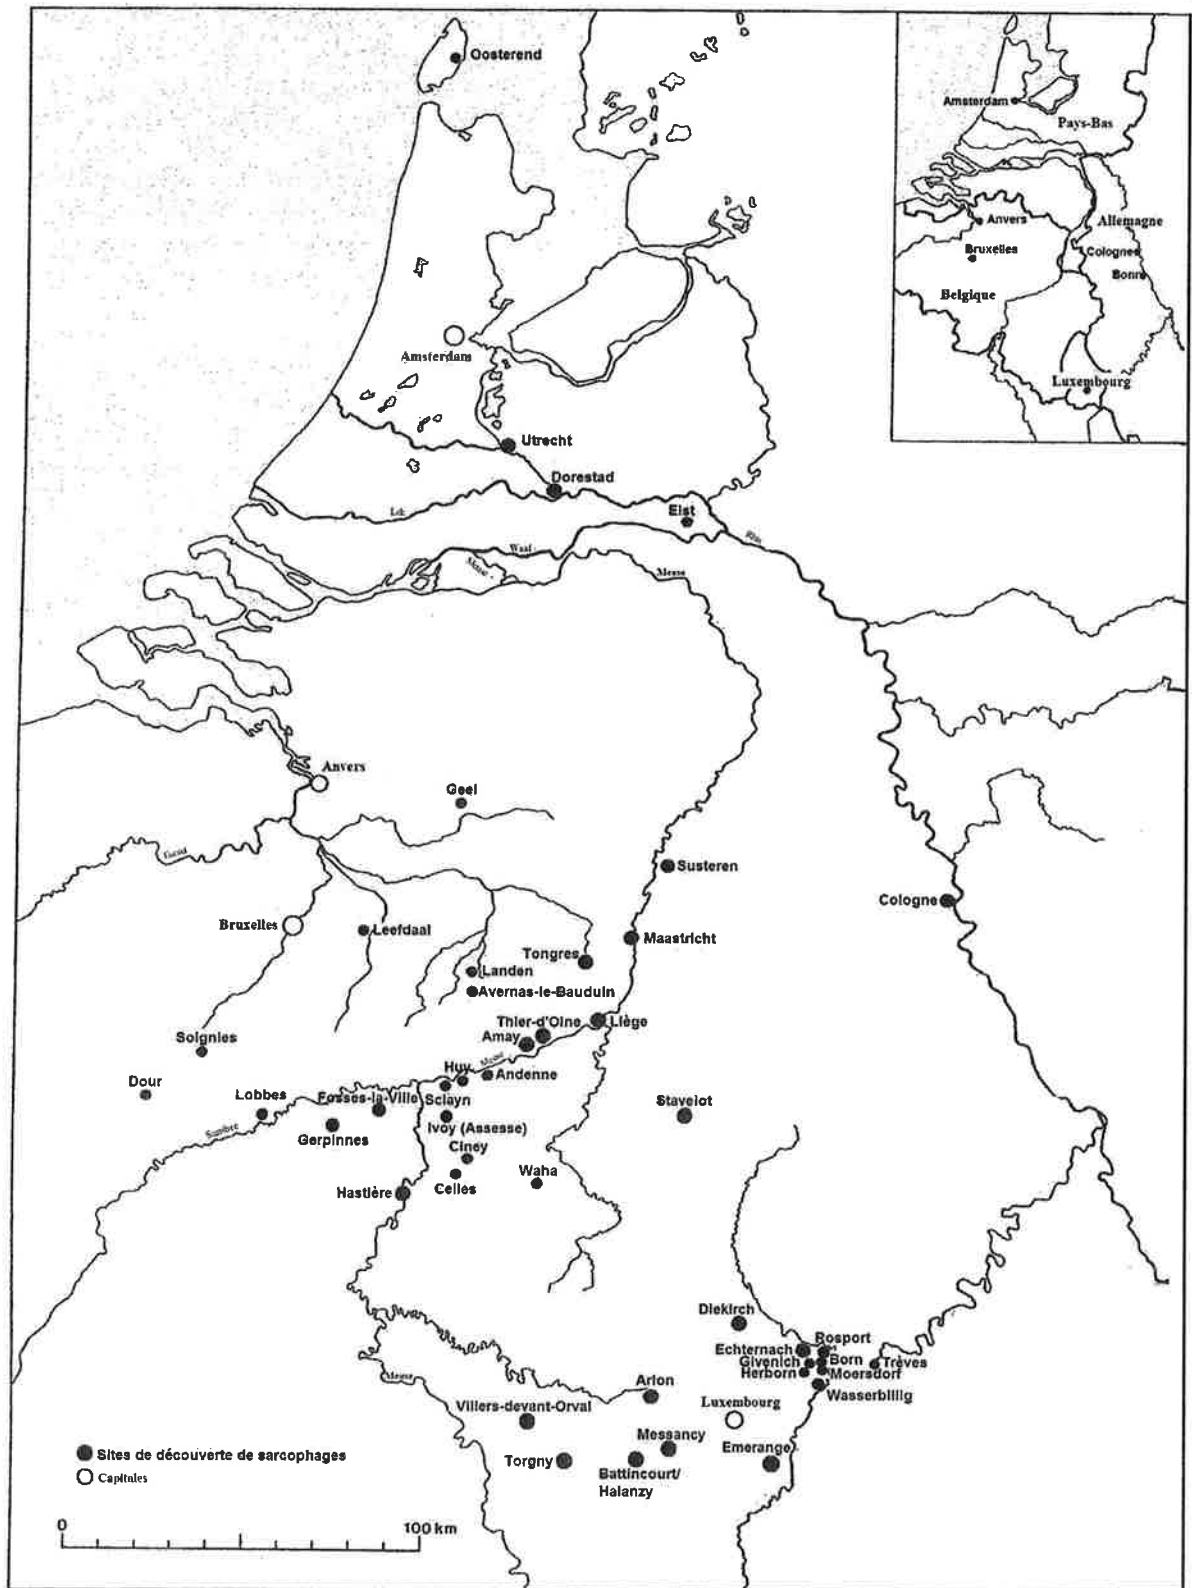 Oosterend
Amsterdam
Pays-Bas
Anvers
Allemagne
Bruxelles
Cologne
Bonn
Belgique
Luxembourg
Amsterdam
Utrecht
Dorestad
Elst
Lek
Rhin
Waal
Meuse
Meuse
Anvers
Geel
Escaut
Susteren
Cologne
Bruxelles
Leefdaal
Maastricht
Tongres
Landen
Avernas-le-Bauduin
Thier-d'Olne
Liège
Amay
Soignies
Meuse
Huy
Andenne
Dour
Lobbes
Fosses-la-Ville
Sclayn
Stavelot
Sambre
Gerpinnes
Ivoy (Assesse)
Ciney
Waha
Celles
Hastière
Diekirch
Rosport
Echternach
Givenich
Born
Trèves
Herborn
Moersdorf
Wasserbillig
Meuse
Arlon
Luxembourg
Villers-devant-Orval
Messancy
Emerange
Torgny
Battincourt/
Halanzy
Sites de découverte de sarcophages
Capitales
0
100 km